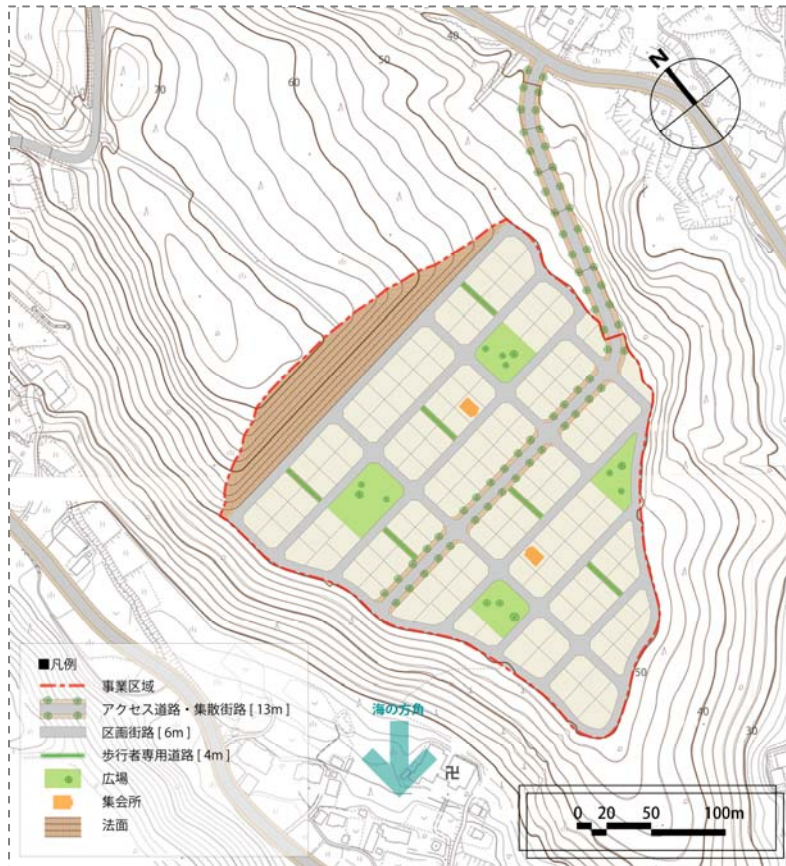 40
50
60
70
N
50
40
30
■凡例
事業区域
アクセス道路・集散街路 [ 13m ]
区画街路 [ 6m ]
歩行者専用道路 [ 4m ]
広場
集会所
法面
海の方角
卍
0 20 50 100m